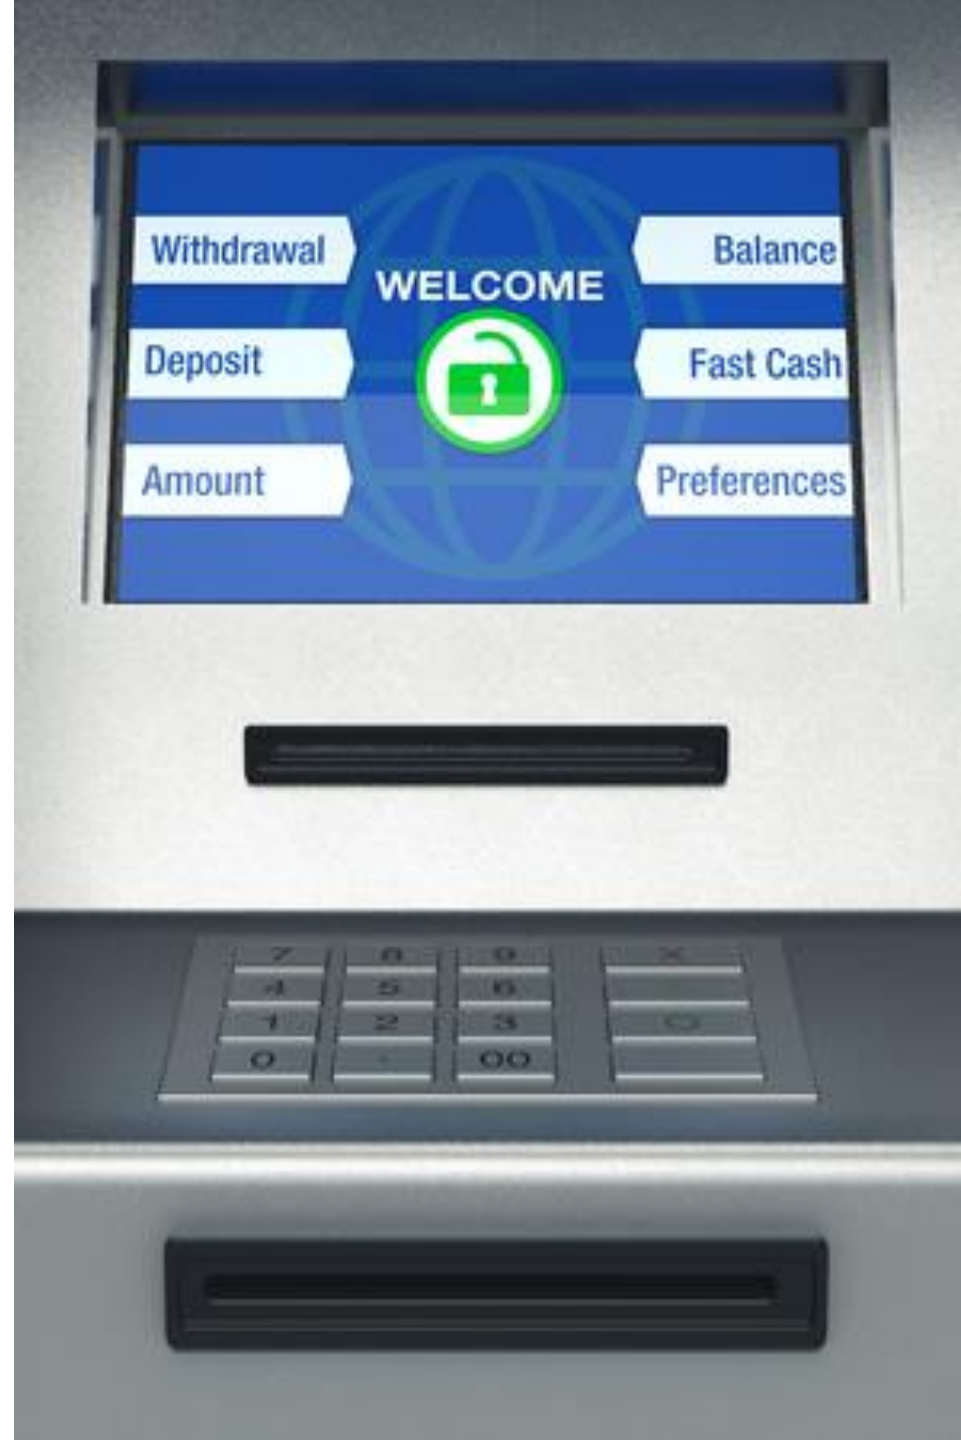 Withdrawal
Balance
WELCOME
Deposit
Fast Cash
Amount
Preferences
7 8 9 X
4 5 6
1 2 3 O
0 . 00